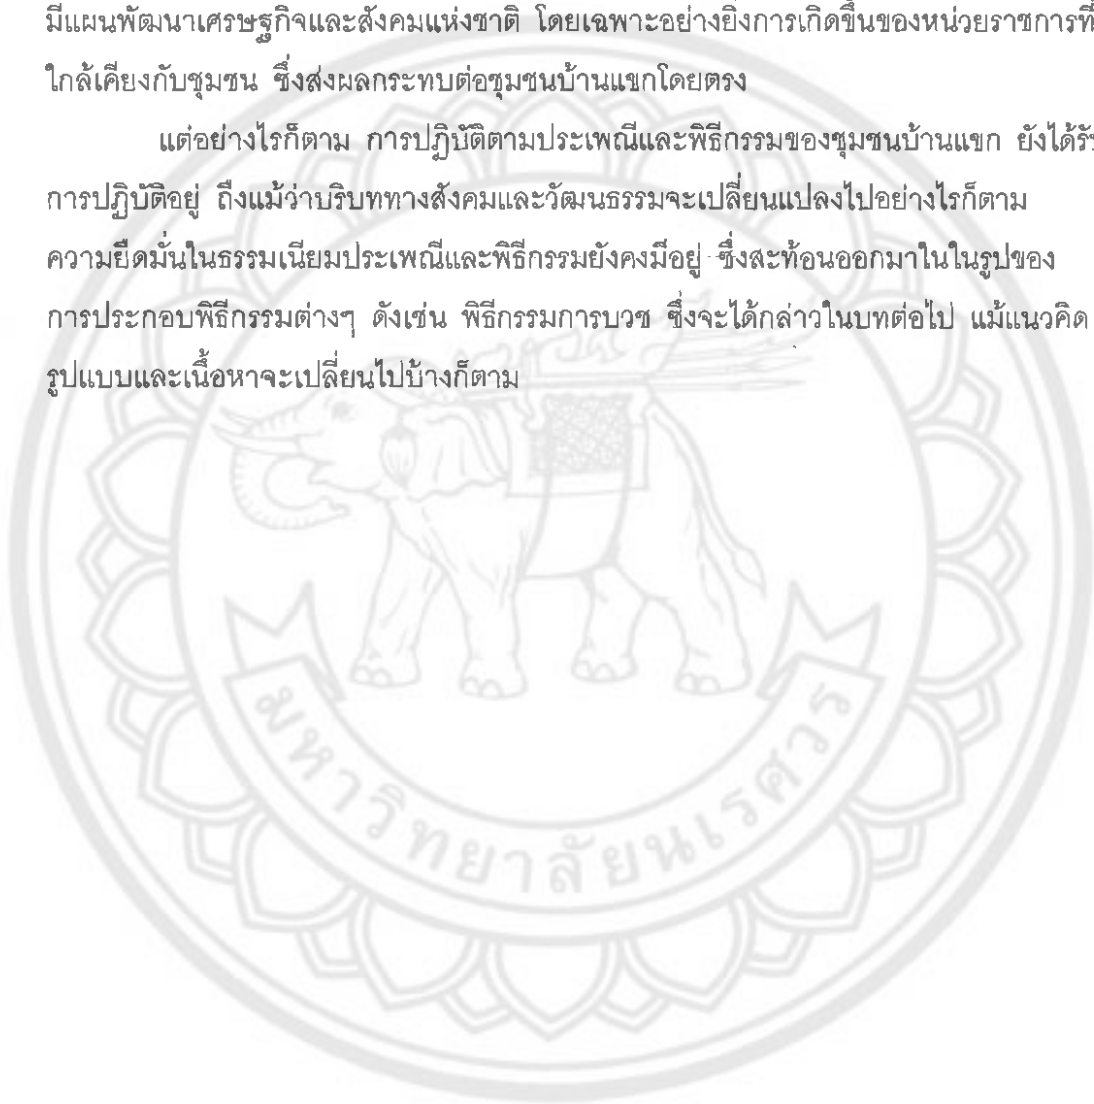 มีแผนพัฒนาเศรษฐกิจและสังคมแห่งชาติ โดยเฉพาะอย่างยิ่งการเกิดขึ้นของหน่วยราชการที่
ใกล้เคียงกับชุมชน ซึ่งส่งผลกระทบต่อชุมชนบ้านแขกโดยตรง
แต่อย่างไรก็ตาม การปฏิบัติตามประเพณีและพิธีกรรมของชุมชนบ้านแขก ยังได้รับ
การปฏิบัติอยู่ ถึงแม้ว่าบริบททางสังคมและวัฒนธรรมจะเปลี่ยนแปลงไปอย่างไรก็ตาม
ความยึดมั่นในธรรมเนียมประเพณีและพิธีกรรมยังคงมีอยู่ ซึ่งสะท้อนออกมาในในรูปของ
การประกอบพิธีกรรมต่างๆ ดังเช่น พิธีกรรมการบวช ซึ่งจะได้กล่าวในบทต่อไป แม้แนวคิด
รูปแบบและเนื้อหาจะเปลี่ยนไปบ้างก็ตาม
มหาวิทยาลัยนเรศวร